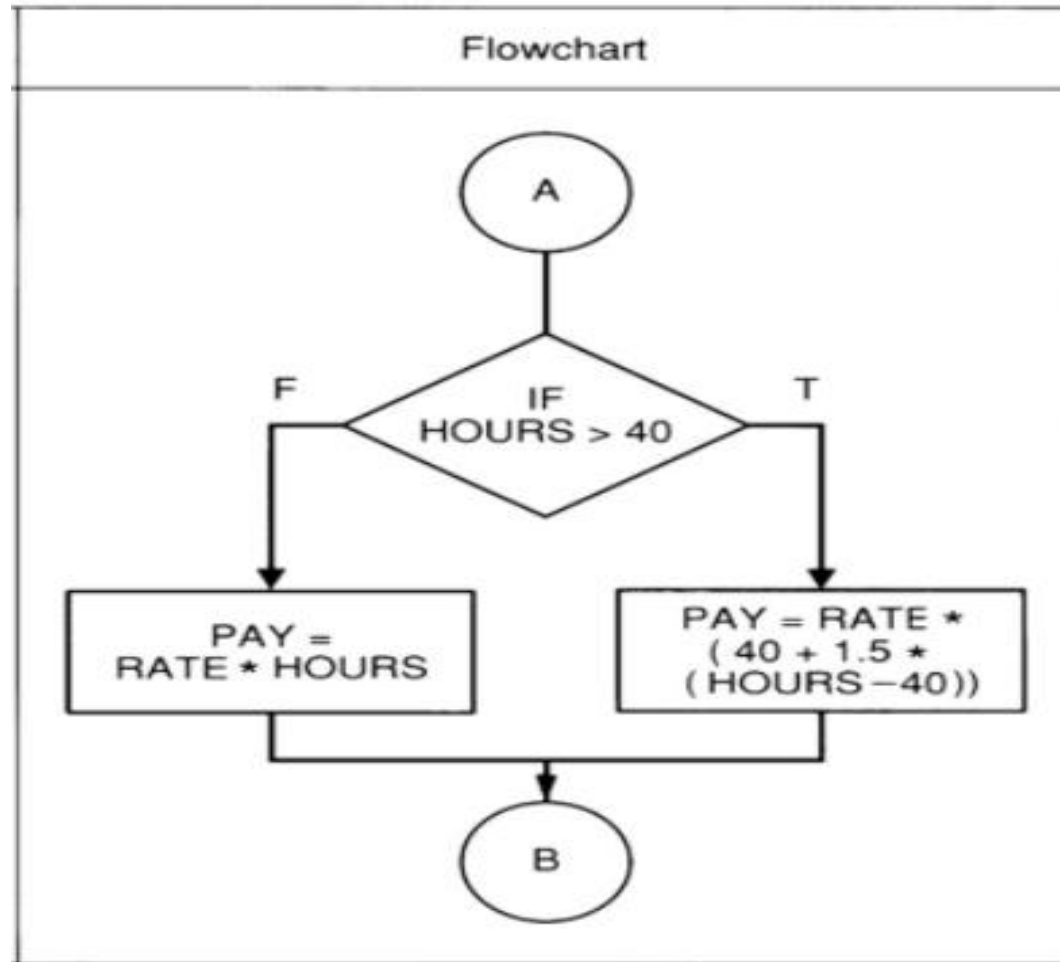 Flowchart
A
F
T
IF
HOURS > 40
PAY =
RATE * HOURS
PAY = RATE *
( 40 + 1.5 *
( HOURS – 40))
B